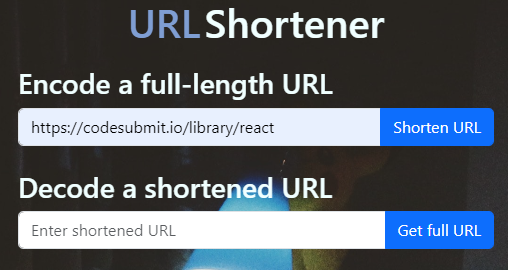 URL Shortener
Encode a full-length URL
https://codesubmit.io/library/react Shorten URL
Decode a shortened URL
Enter shortened URL Get full URL